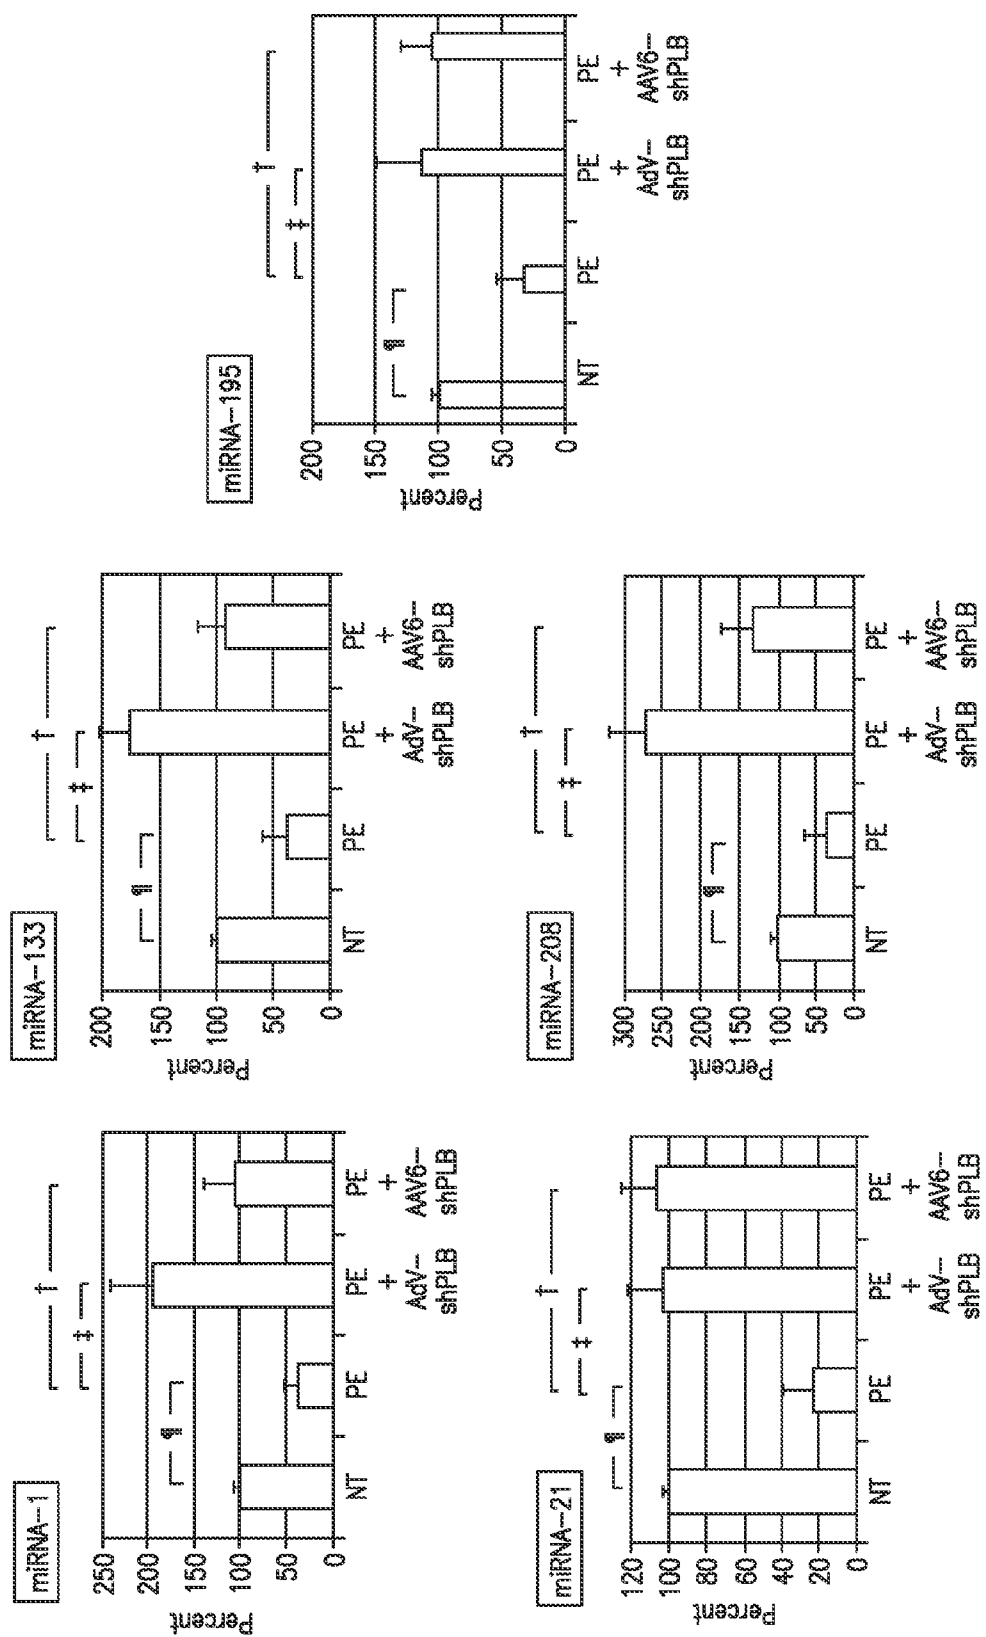 miRNA-1
Percent
250
200
150
100
50
0
†
‡
¶
NT
PE
PE
+
AdV-
shPLB
PE
+
AAV6-
shPLB
miRNA-133
Percent
200
150
100
50
0
†
‡
¶
NT
PE
PE
+
AdV-
shPLB
PE
+
AAV6-
shPLB
miRNA-195
Percent
200
150
100
50
0
†
‡
¶
NT
PE
PE
+
AdV-
shPLB
PE
+
AAV6-
shPLB
miRNA-21
Percent
120
100
80
60
40
20
0
†
‡
¶
NT
PE
PE
+
AdV-
shPLB
PE
+
AAV6-
shPLB
miRNA-208
Percent
300
250
200
150
100
50
0
†
‡
¶
NT
PE
PE
+
AdV-
shPLB
PE
+
AAV6-
shPLB